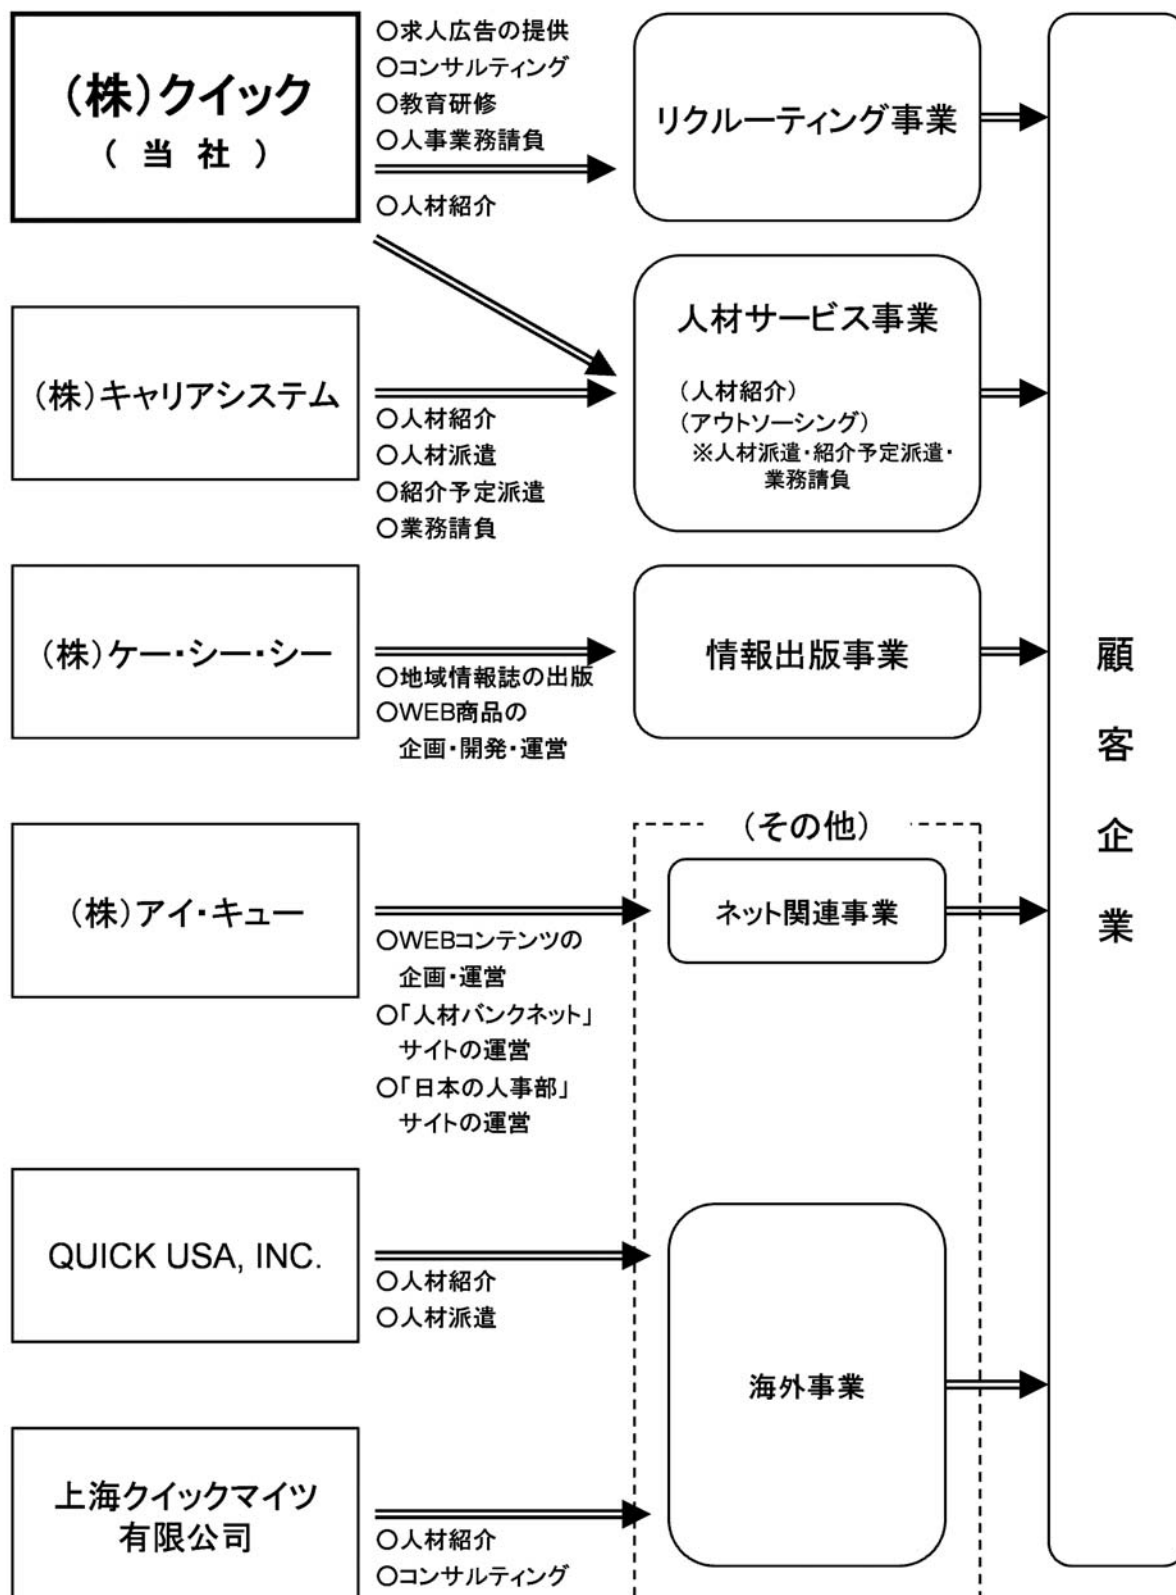 (株)クイック
(当社)
○求人広告の提供
○コンサルティング
○教育研修
○人事業務請負
○人材紹介
リクルーティング事業
(株)キャリアシステム
○人材紹介
○人材派遣
○紹介予定派遣
○業務請負
人材サービス事業
(人材紹介)
(アウトソーシング)
※人材派遣・紹介予定派遣・
業務請負
(株)ケー・シー・シー
○地域情報誌の出版
○WEB商品の
企画・開発・運営
情報出版事業
(株)アイ・キュー
○WEBコンテンツの
企画・運営
○「人材バンクネット」
サイトの運営
○「日本の人事部」
サイトの運営
(その他)
ネット関連事業
QUICK USA, INC.
○人材紹介
○人材派遣
海外事業
上海クイックマイツ
有限公司
○人材紹介
○コンサルティング
顧客企業